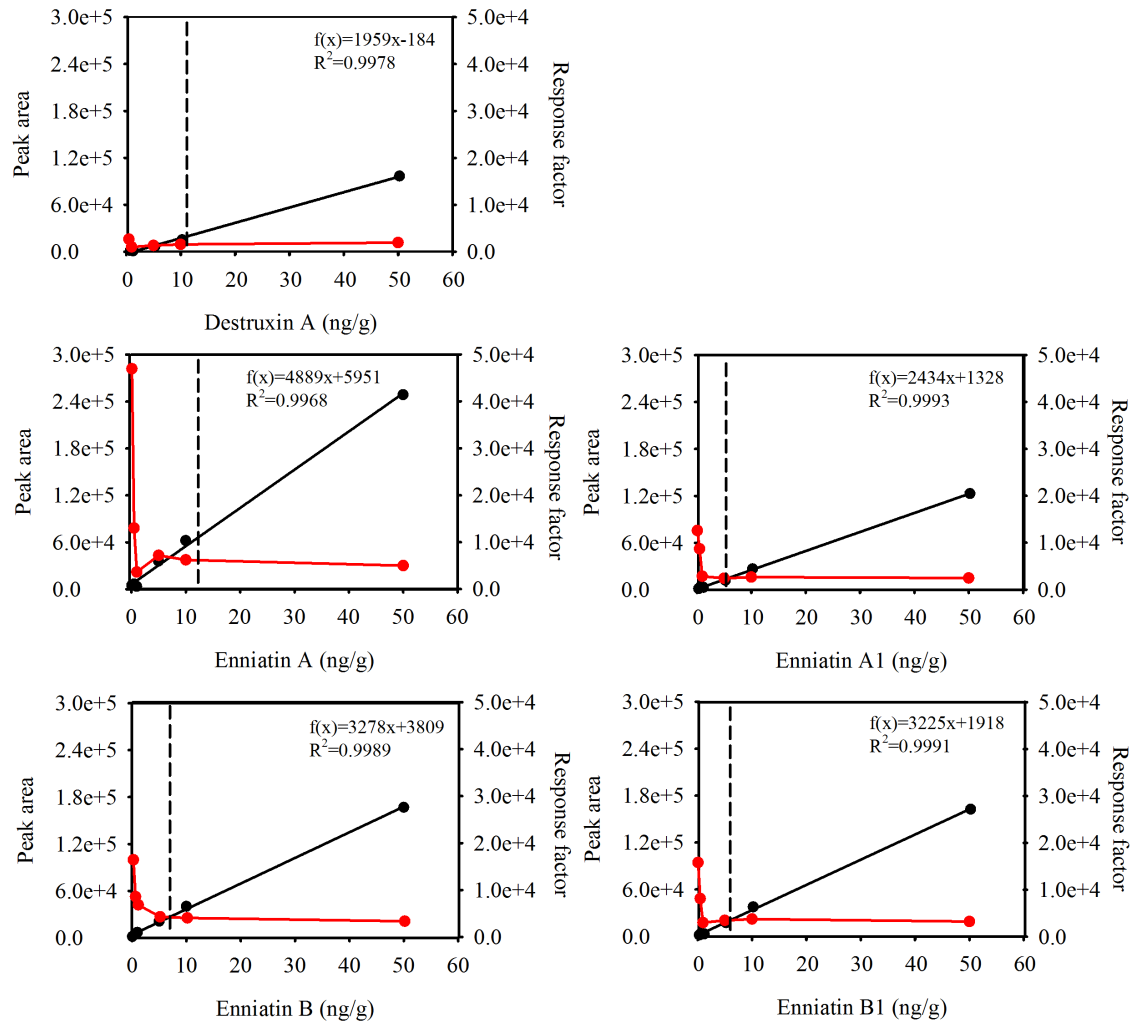 3.0e+5
2.4e+5
1.8e+5
1.2e+5
6.0e+4
0.0
Peak area
f(x)=1959x-184
R²=0.9978
5.0e+4
4.0e+4
3.0e+4
2.0e+4
1.0e+4
0.0
Response factor
0 10 20 30 40 50 60
Destruxin A (ng/g)
3.0e+5
2.4e+5
1.8e+5
1.2e+5
6.0e+4
0.0
Peak area
f(x)=4889x+5951
R²=0.9968
5.0e+4
4.0e+4
3.0e+4
2.0e+4
1.0e+4
0.0
Response factor
0 10 20 30 40 50 60
Enniatin A (ng/g)
3.0e+5
2.4e+5
1.8e+5
1.2e+5
6.0e+4
0.0
Peak area
f(x)=2434x+1328
R²=0.9993
5.0e+4
4.0e+4
3.0e+4
2.0e+4
1.0e+4
0.0
Response factor
0 10 20 30 40 50 60
Enniatin A1 (ng/g)
3.0e+5
2.4e+5
1.8e+5
1.2e+5
6.0e+4
0.0
Peak area
f(x)=3278x+3809
R²=0.9989
5.0e+4
4.0e+4
3.0e+4
2.0e+4
1.0e+4
0.0
Response factor
0 10 20 30 40 50 60
Enniatin B (ng/g)
3.0e+5
2.4e+5
1.8e+5
1.2e+5
6.0e+4
0.0
Peak area
f(x)=3225x+1918
R²=0.9991
5.0e+4
4.0e+4
3.0e+4
2.0e+4
1.0e+4
0.0
Response factor
0 10 20 30 40 50 60
Enniatin B1 (ng/g)